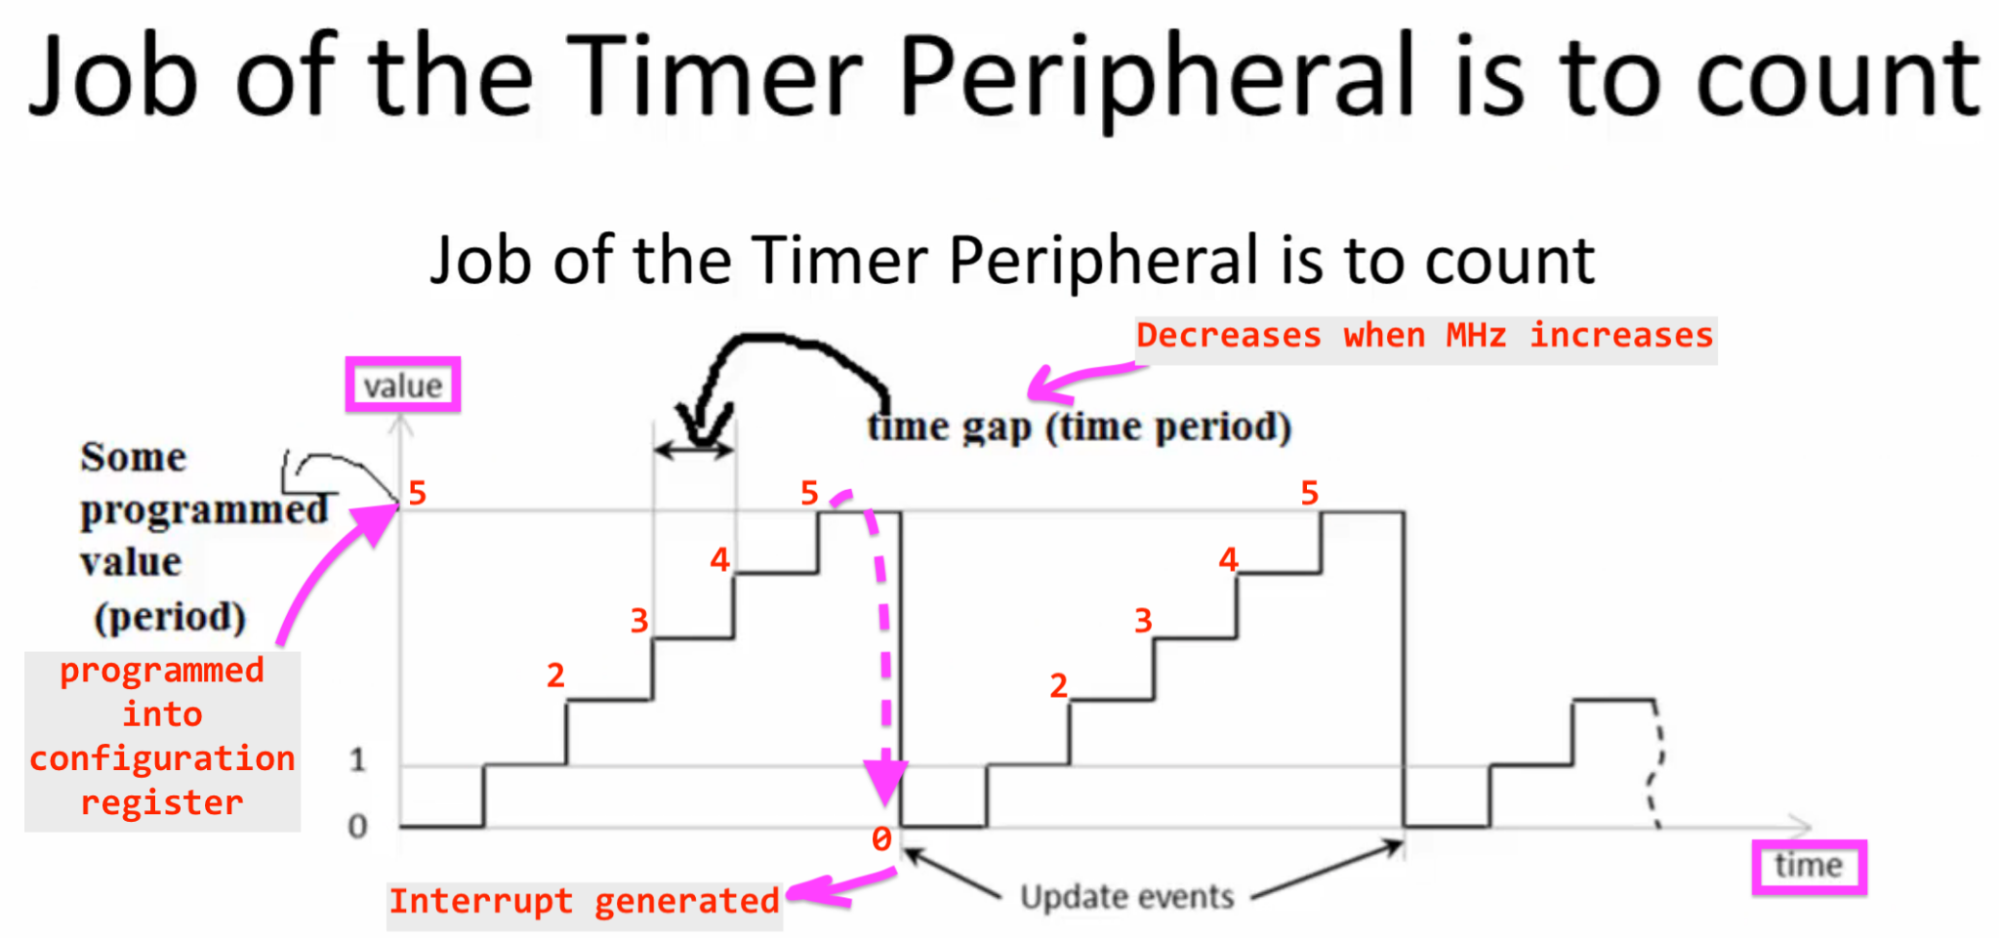 Job of the Timer Peripheral is to count
Job of the Timer Peripheral is to count
Decreases when MHz increases
value
time gap (time period)
Some
programmed
value
(period)
5
5
5
4
4
3
3
2
2
programmed
into
configuration
register
1
0
0
Interrupt generated
Update events
time